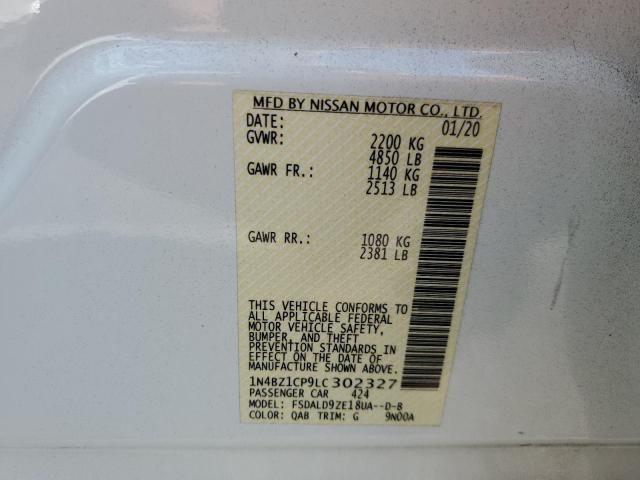 MFD BY NISSAN MOTOR CO., LTD.
DATE: 01/20
GVWR: 2200 KG
4850 LB
GAWR FR.: 1140 KG
2513 LB
GAWR RR.: 1080 KG
2381 LB
THIS VEHICLE CONFORMS TO
ALL APPLICABLE FEDERAL
MOTOR VEHICLE SAFETY,
BUMPER, AND THEFT
PREVENTION STANDARDS IN
EFFECT ON THE DATE OF
MANUFACTURE SHOWN ABOVE.
1N4BZ1CP9LC302327
PASSENGER CAR 424
MODEL: FSDALD9ZE18UA--D-B
COLOR: QAB TRIM: G 9N00A